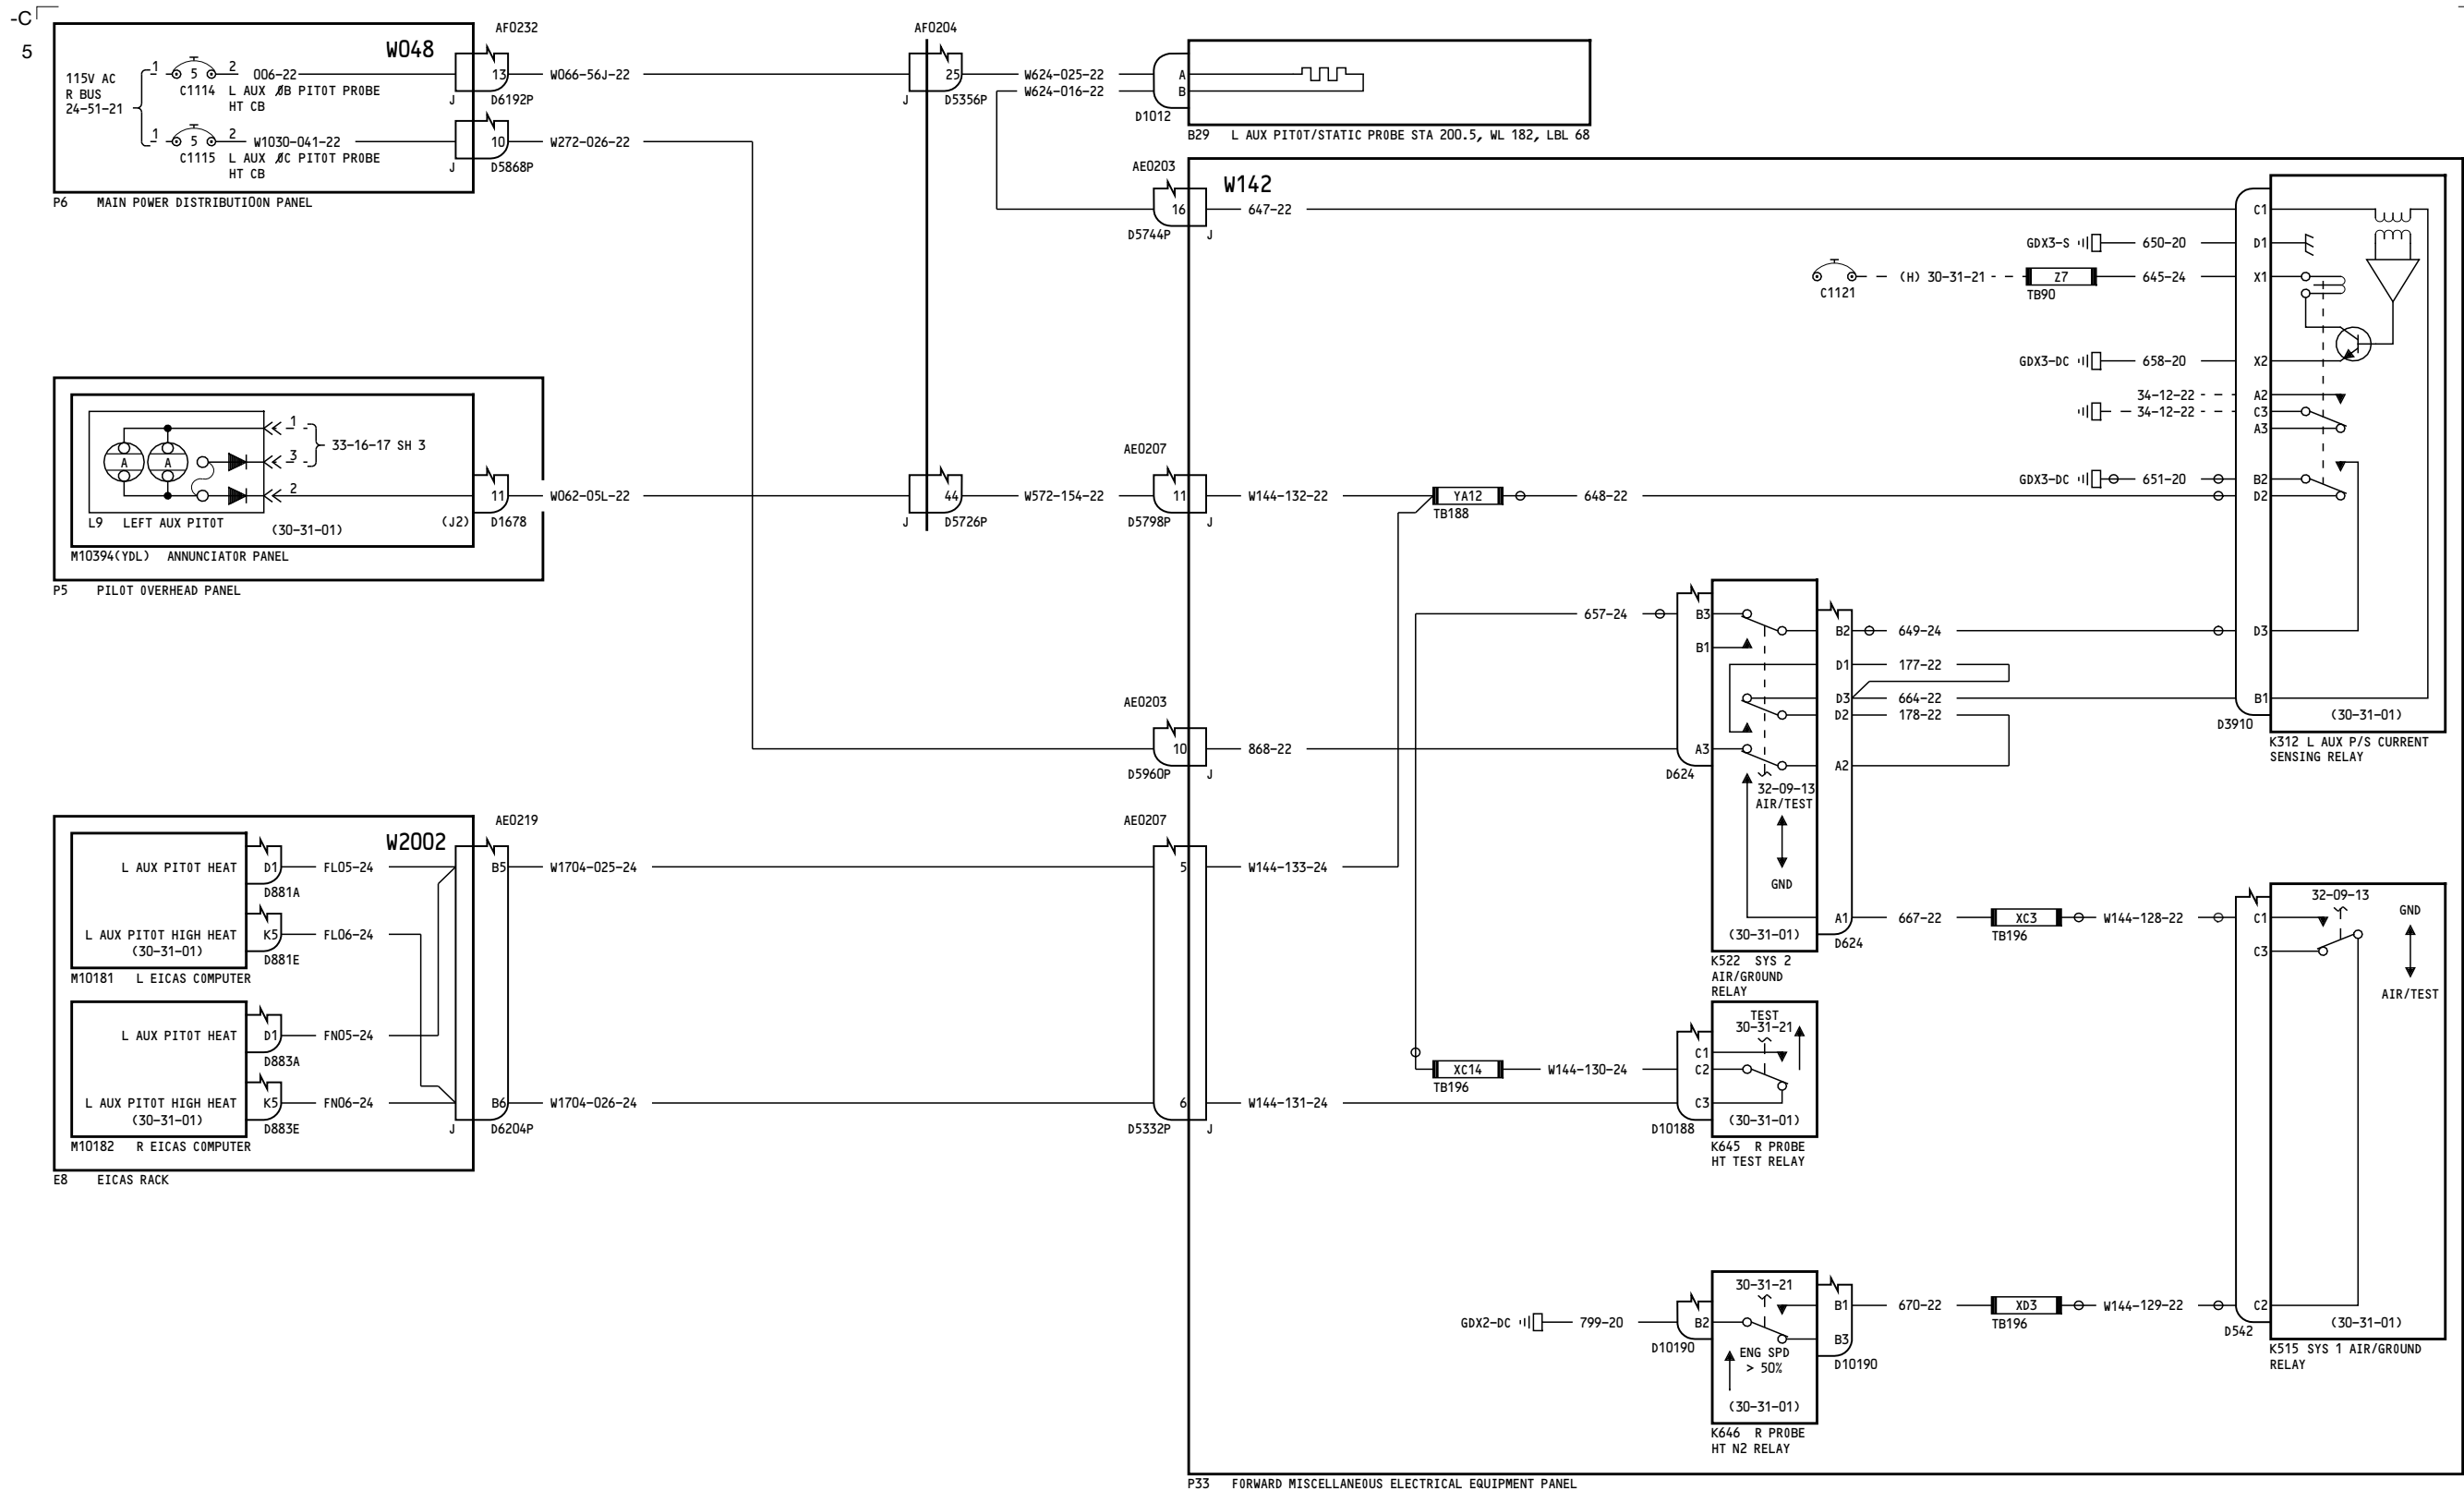 -C
5
W048
115V AC
R BUS
24-51-21
1 5 2 006-22
C1114 L AUX ØB PITOT PROBE
HT CB
1 5 2 W1030-041-22
C1115 L AUX ØC PITOT PROBE
HT CB
P6 MAIN POWER DISTRIBUTION PANEL
AF0232
13
J D6192P
10
J D5868P
W066-56J-22
W272-026-22
AF0204
25
J D5356P
W624-025-22
W624-016-22
A
B
D1012
B29 L AUX PITOT/STATIC PROBE STA 200.5, WL 182, LBL 68
AE0203
W142
16 647-22
D5744P J
C1
GDX3-S 650-20 D1
C1121 (H) 30-31-21 Z7 645-24 X1
TB90
GDX3-DC 658-20 X2
34-12-22 A2
34-12-22 C3
A3
GDX3-DC 651-20 B2
D2
D3
B1
(30-31-01)
D3910
K312 L AUX P/S CURRENT
SENSING RELAY
A A
1
3 33-16-17 SH 3
2
L9 LEFT AUX PITOT
(30-31-01)
(J2) 11 D1678
M10394(YDL) ANNUNCIATOR PANEL
P5 PILOT OVERHEAD PANEL
W062-05L-22
44
J D5726P
W572-154-22
AE0207
11
D5798P J
W144-132-22
YA12
TB188
648-22
657-24
B3
B1
A3
D624
B2 649-24
D1 177-22
D3 664-22
D2 178-22
A2
32-09-13
AIR/TEST
GND
A1 667-22 XC3 W144-128-22
TB196
(30-31-01)
D624
K522 SYS 2
AIR/GROUND
RELAY
AE0203
10 868-22
D5960P J
W2002
L AUX PITOT HEAT D1 FL05-24
D881A
L AUX PITOT HIGH HEAT K5 FL06-24
(30-31-01)
D881E
M10181 L EICAS COMPUTER
L AUX PITOT HEAT D1 FN05-24
D883A
L AUX PITOT HIGH HEAT K5 FN06-24
(30-31-01)
D883E
M10182 R EICAS COMPUTER
E8 EICAS RACK
AE0219
B5 W1704-025-24
B6 W1704-026-24
J D6204P
AE0207
5 W144-133-24
6 W144-131-24
D5332P J
XC14 W144-130-24
TB196
TEST
30-31-21
C1
C2
C3
(30-31-01)
D10188
K645 R PROBE
HT TEST RELAY
32-09-13
GND
AIR/TEST
C1
C3
C2
(30-31-01)
D542
K515 SYS 1 AIR/GROUND
RELAY
GDX2-DC 799-20 B2
D10190
30-31-21
B1 670-22 XD3 W144-129-22
TB196
B3
D10190
ENG SPD
> 50%
(30-31-01)
K646 R PROBE
HT N2 RELAY
P33 FORWARD MISCELLANEOUS ELECTRICAL EQUIPMENT PANEL